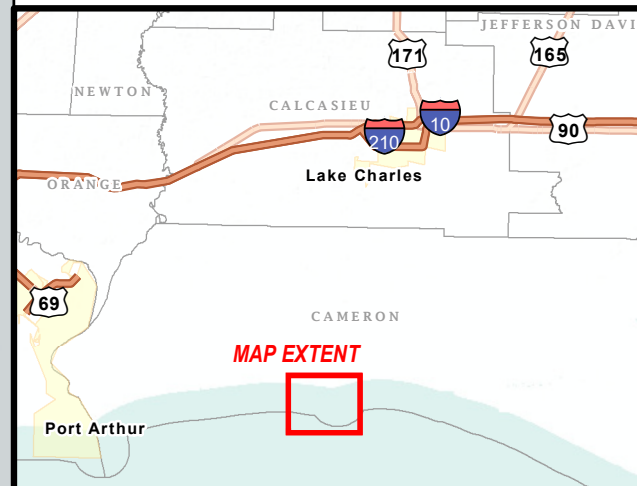 JEFFERSON DAVI
171
165
NEWTON
CALCASIEU
10
90
210
Lake Charles
ORANGE
69
CAMERON
MAP EXTENT
Port Arthur